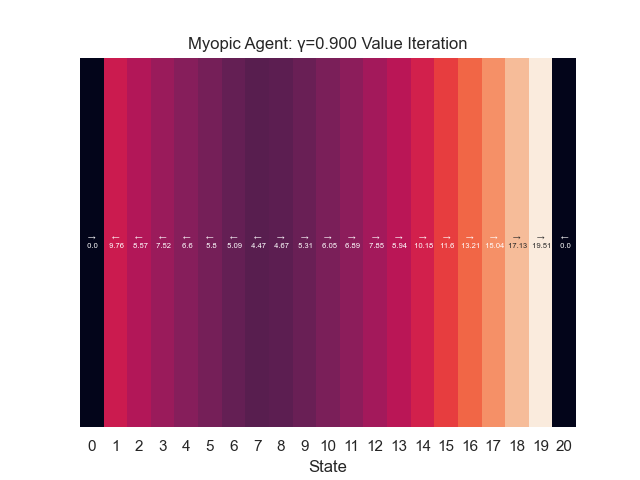 Myopic Agent: γ=0.900 Value Iteration
→ ← ← ← ← ← ← ← → → → → → → → → → → → → ←
0.0 9.76 8.57 7.52 6.6 5.8 5.09 4.47 4.67 5.31 6.05 6.89 7.85 8.94 10.18 11.6 13.21 15.04 17.13 19.51 0.0
0 1 2 3 4 5 6 7 8 9 10 11 12 13 14 15 16 17 18 19 20
State